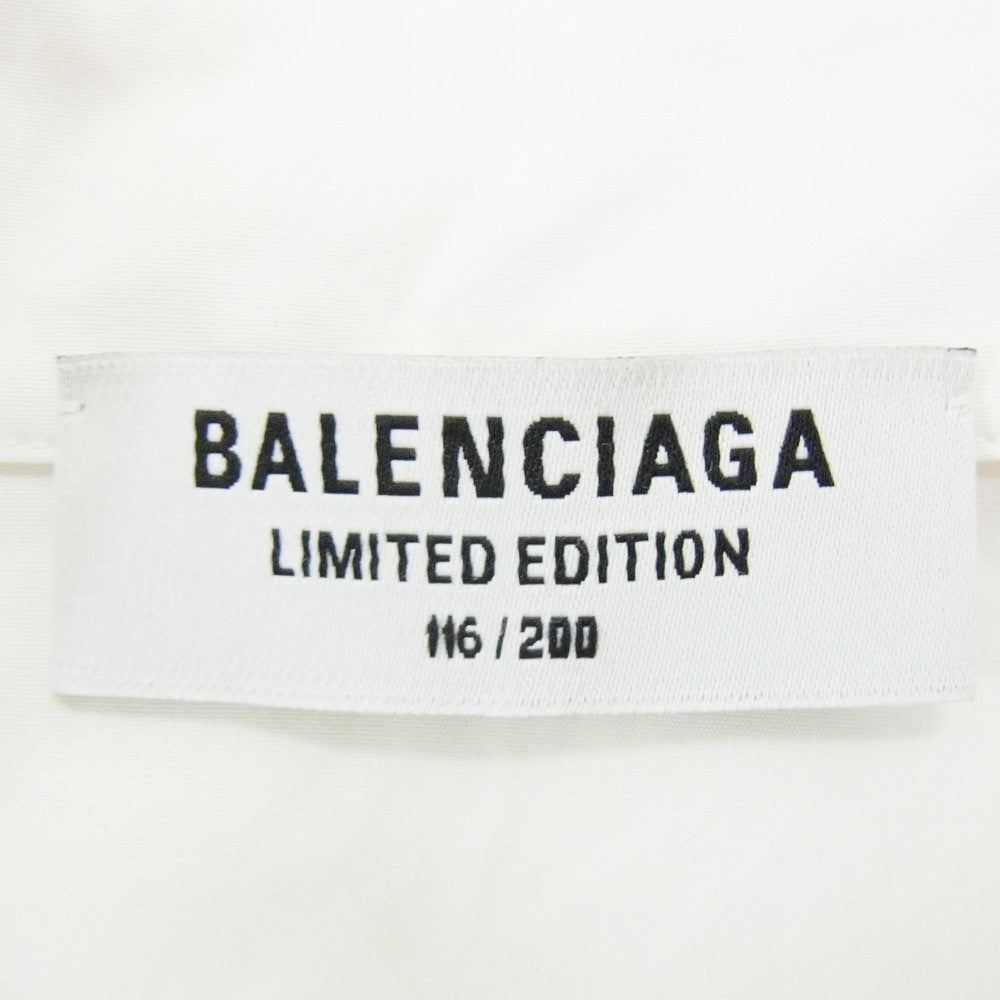 BALENCIAGA
LIMITED EDITION
116 / 200